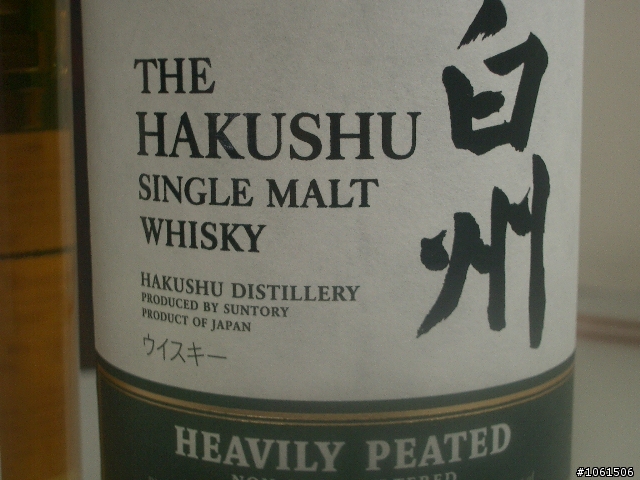 THE
HAKUSHU
SINGLE MALT
WHISKY
白州
HAKUSHU DISTILLERY
PRODUCED BY SUNTORY
PRODUCT OF JAPAN
ウイスキー
HEAVILY PEATED
#1061506